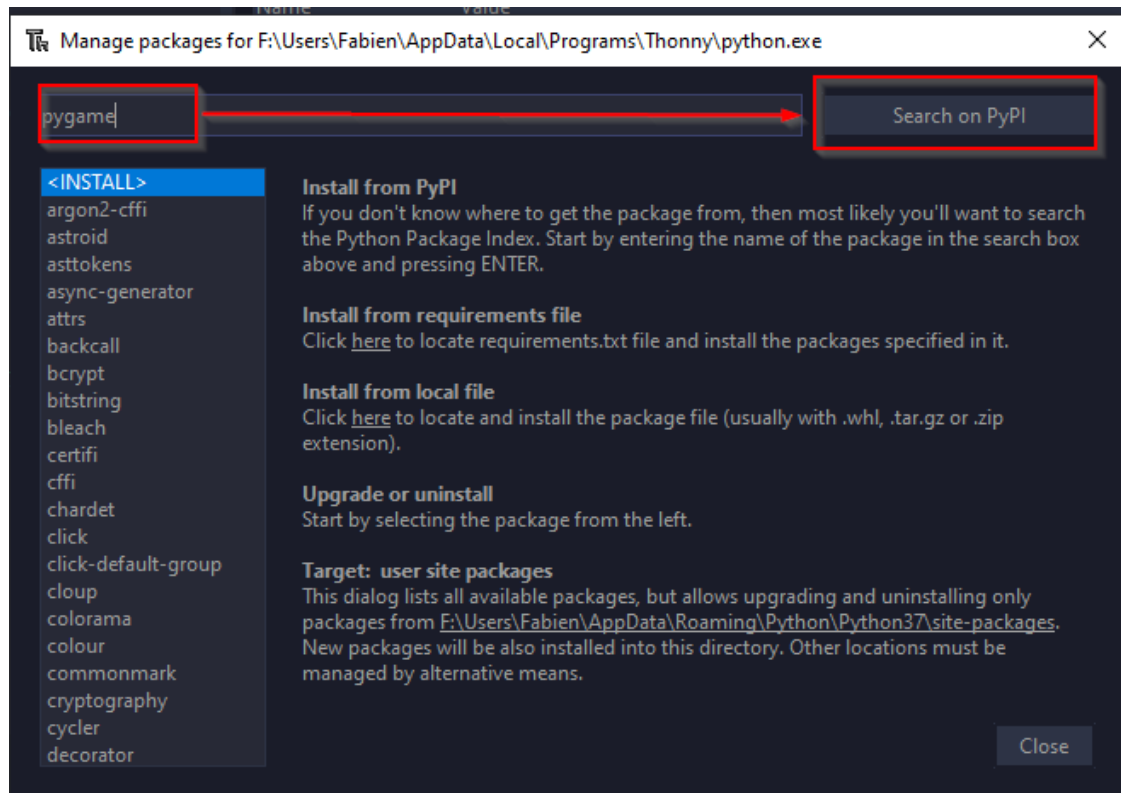 Name Value
Manage packages for F:\Users\Fabien\AppData\Local\Programs\Thonny\python.exe
pygame
Search on PyPI
<INSTALL>
argon2-cffi
astroid
asttokens
async-generator
attrs
backcall
bcrypt
bitstring
bleach
certifi
cffi
chardet
click
click-default-group
cloup
colorama
colour
commonmark
cryptography
cycler
decorator
Install from PyPI
If you don't know where to get the package from, then most likely you'll want to search
the Python Package Index. Start by entering the name of the package in the search box
above and pressing ENTER.
Install from requirements file
Click here to locate requirements.txt file and install the packages specified in it.
Install from local file
Click here to locate and install the package file (usually with .whl, .tar.gz or .zip
extension).
Upgrade or uninstall
Start by selecting the package from the left.
Target:  user site packages
This dialog lists all available packages, but allows upgrading and uninstalling only
packages from F:\Users\Fabien\AppData\Roaming\Python\Python37\site-packages.
New packages will be also installed into this directory. Other locations must be
managed by alternative means.
Close